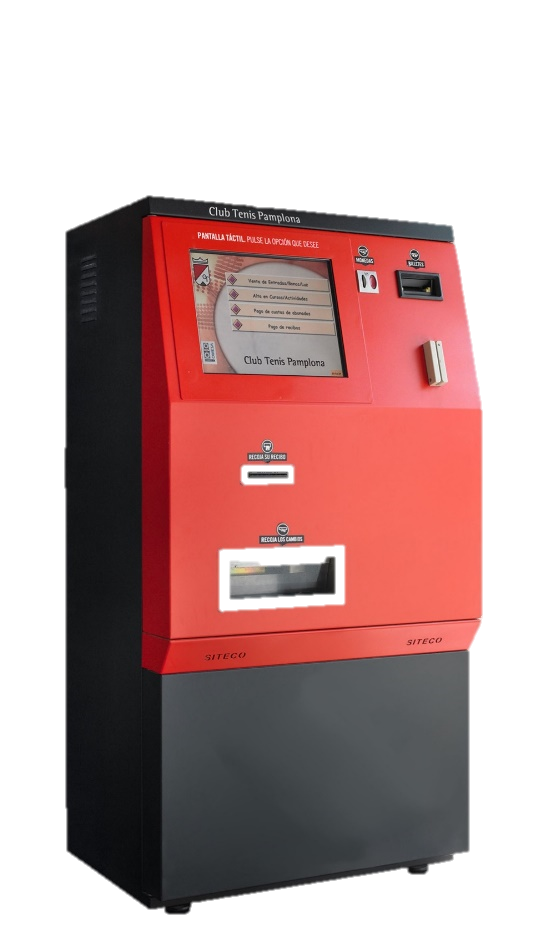 Club Tenis Pamplona
PANTALLA TÁCTIL. PULSE LA OPCIÓN QUE DESEE
MONEDAS
BILLETES
Venta de Entradas/Bonos/Luz
Alta en Cursos/Actividades
Pago de cuotas de abonados
Pago de recibos
Club Tenis Pamplona
RECOJA SU RECIBO
RECOJA LOS CAMBIOS
SITECO
SITECO